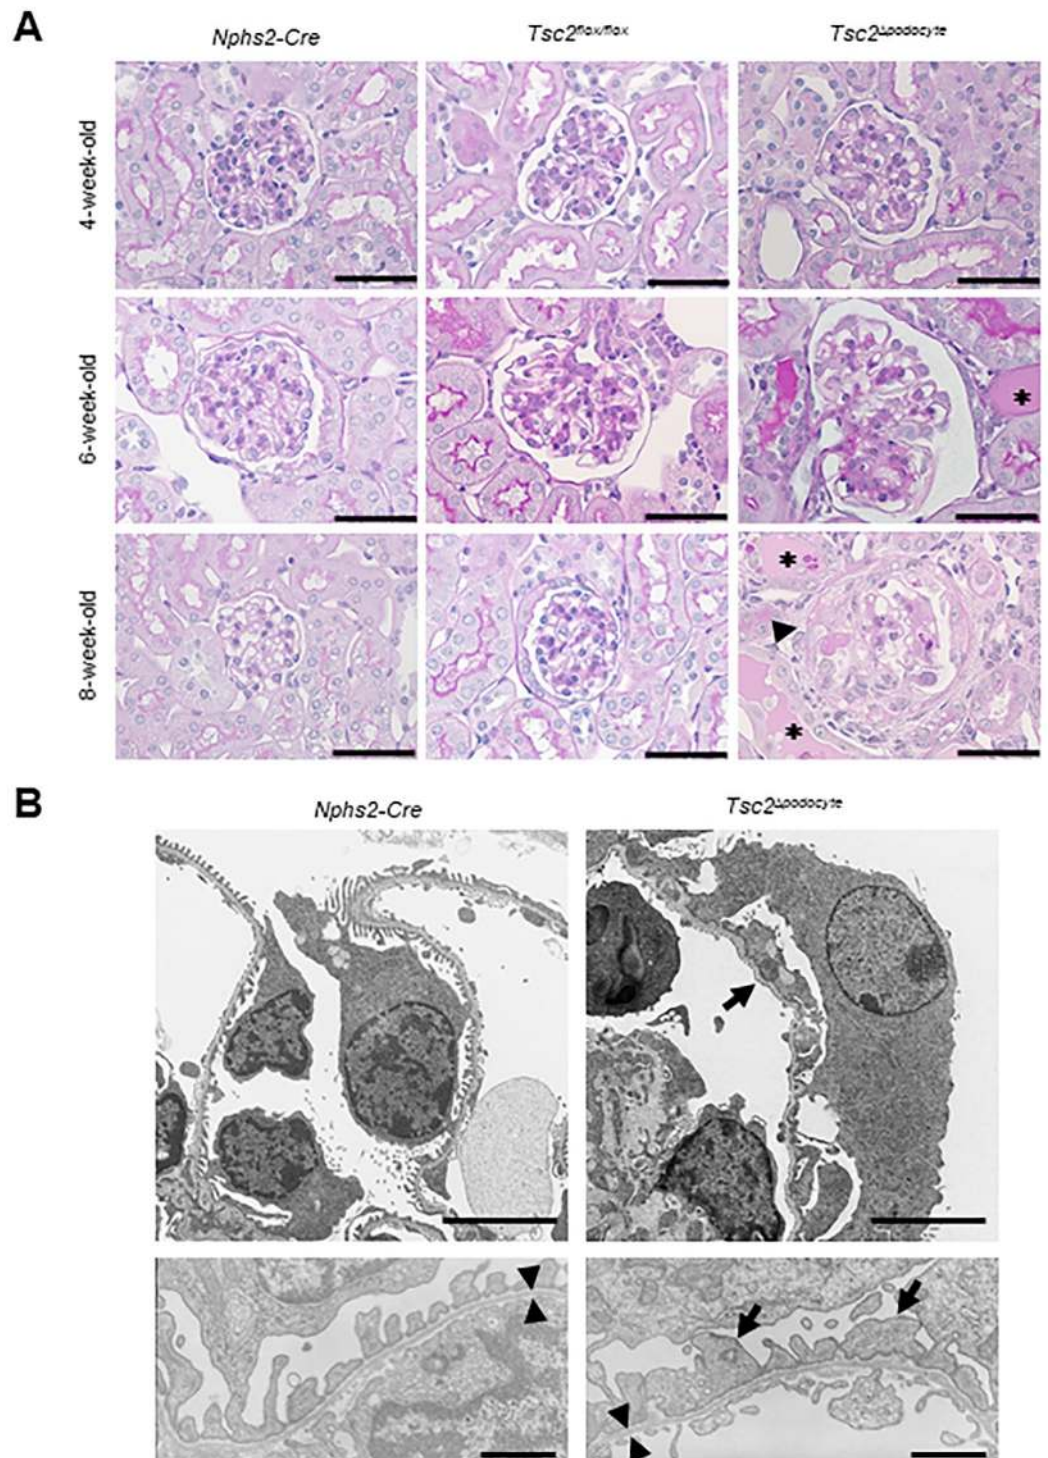 A
Nphs2-Cre Tsc2flox/flox Tsc2Δpodocyte
4-week-old
6-week-old
*
8-week-old
*
*
B
Nphs2-Cre Tsc2Δpodocyte